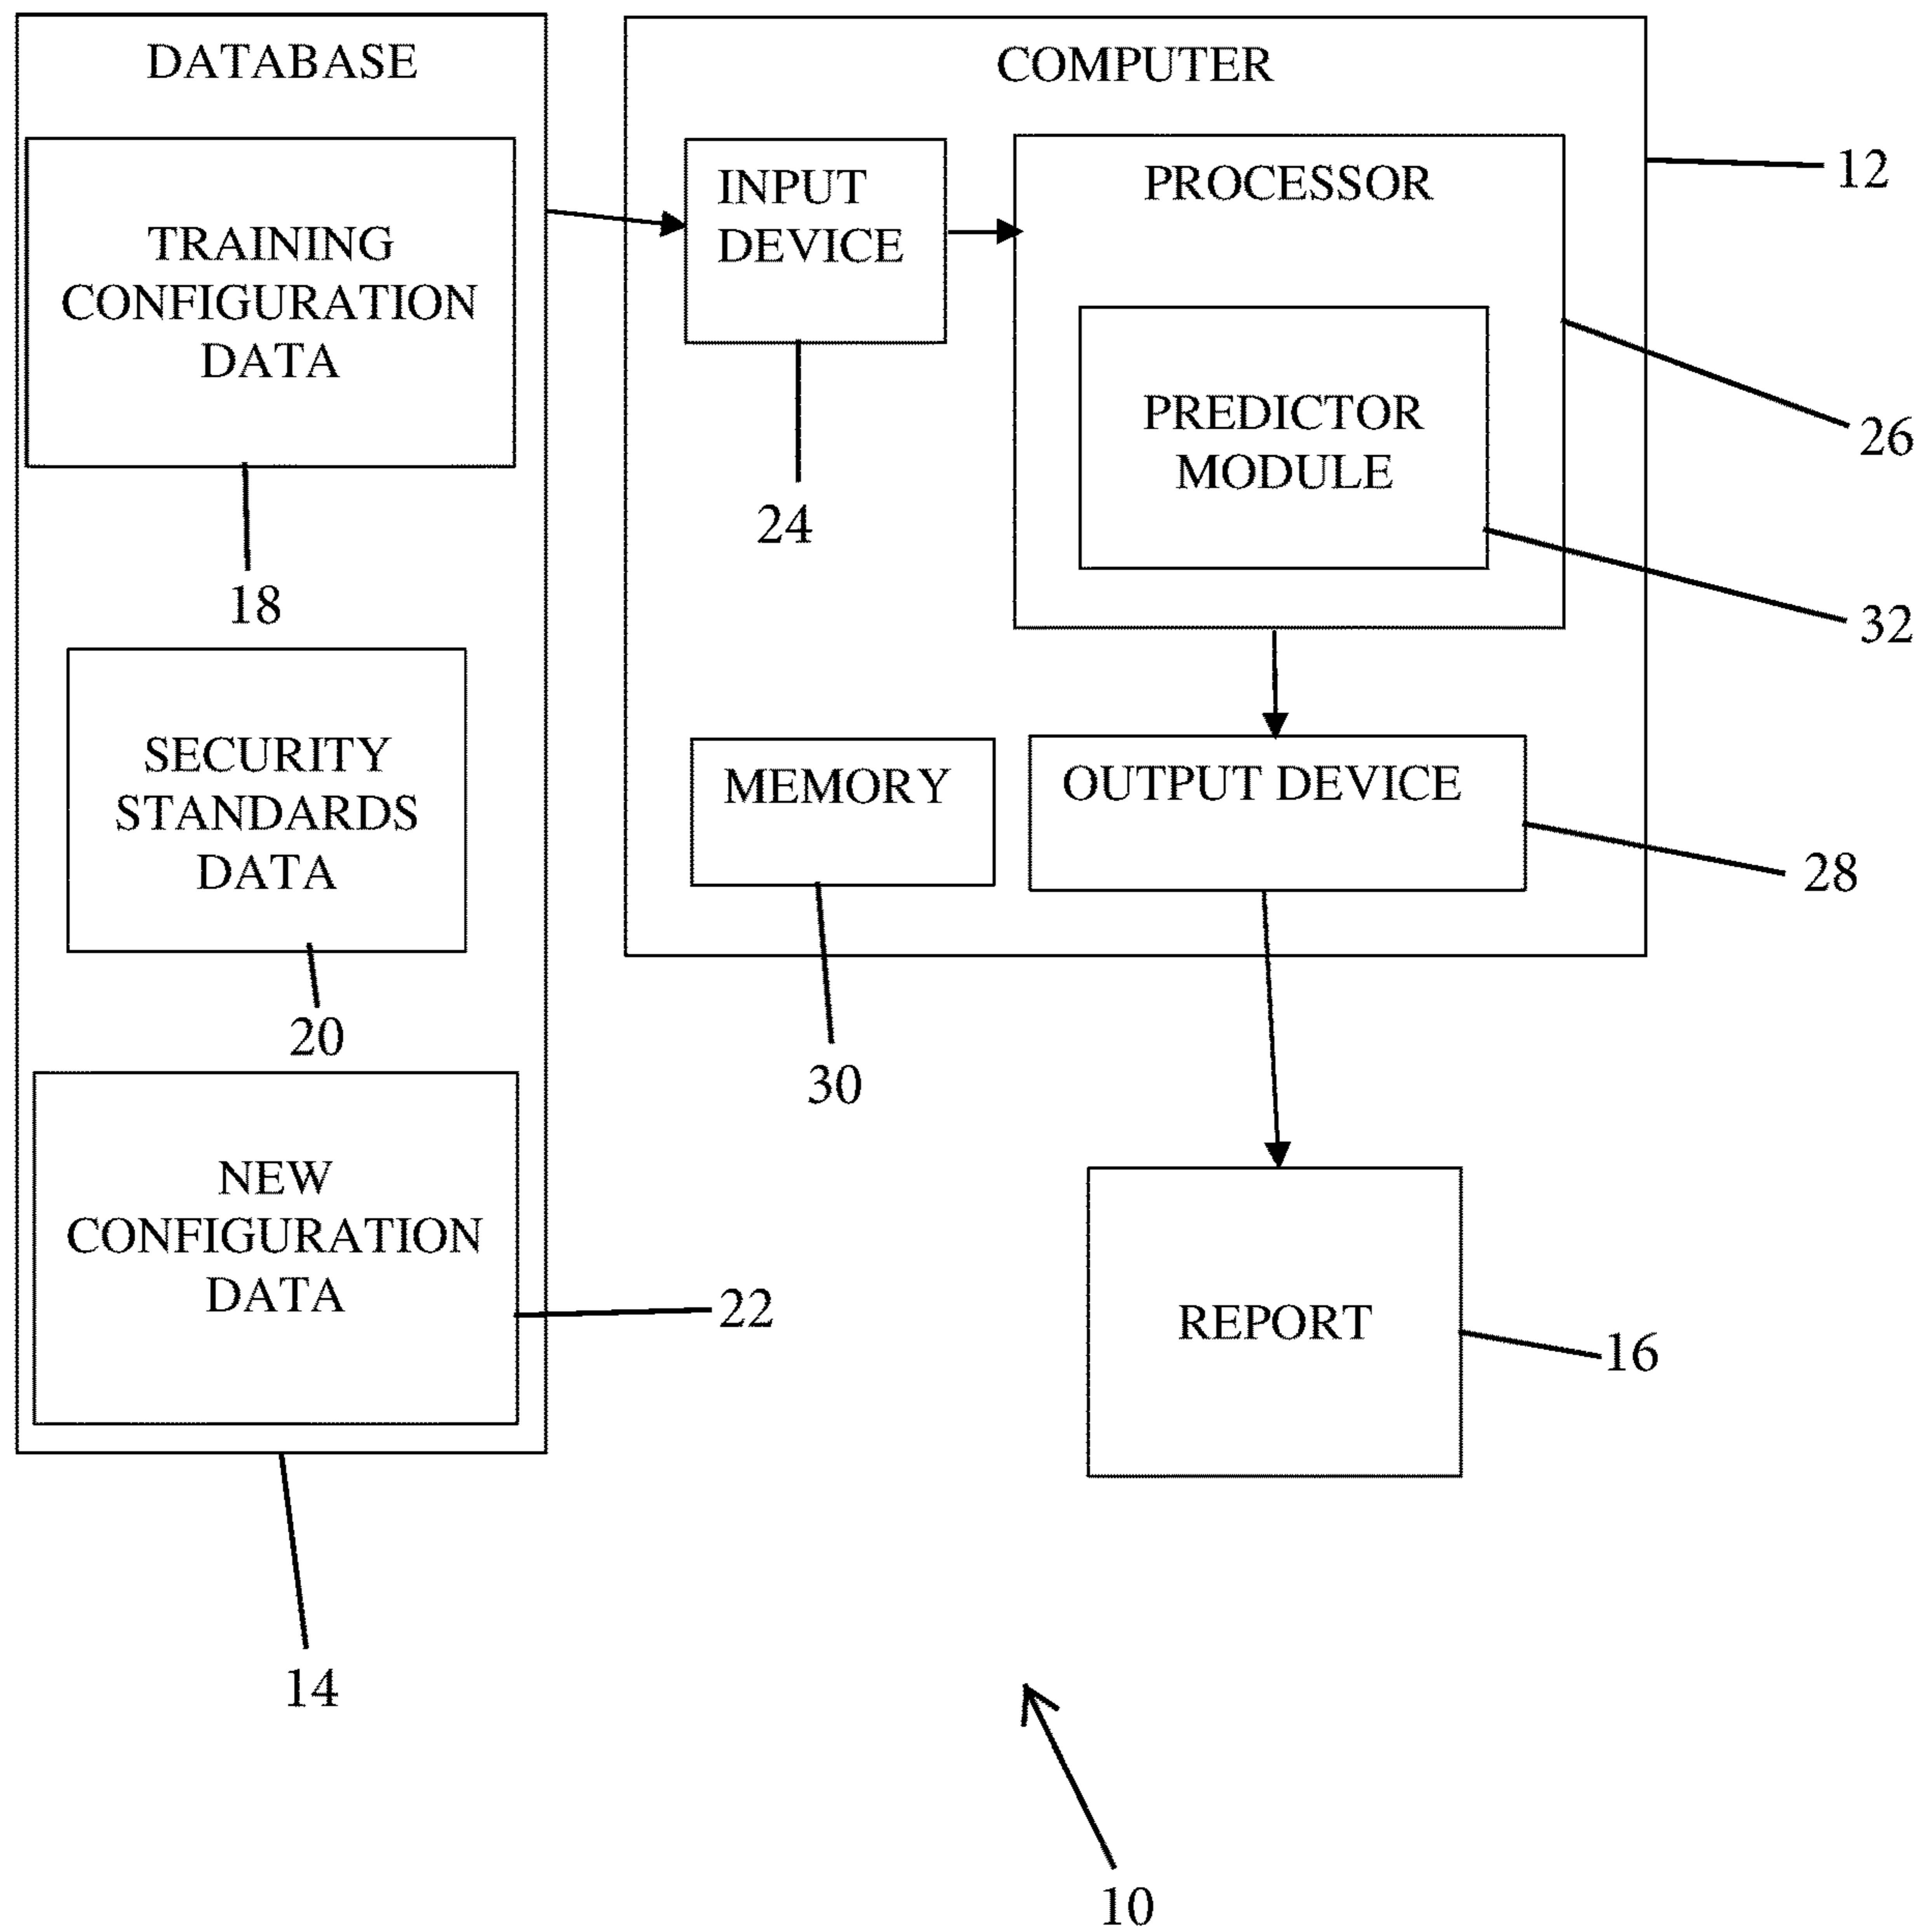 DATABASE
TRAINING
CONFIGURATION
DATA
18
SECURITY
STANDARDS
DATA
20
NEW
CONFIGURATION
DATA
22
14
COMPUTER
12
INPUT
DEVICE
24
PROCESSOR
26
PREDICTOR
MODULE
32
MEMORY
30
OUTPUT DEVICE
28
REPORT
16
10